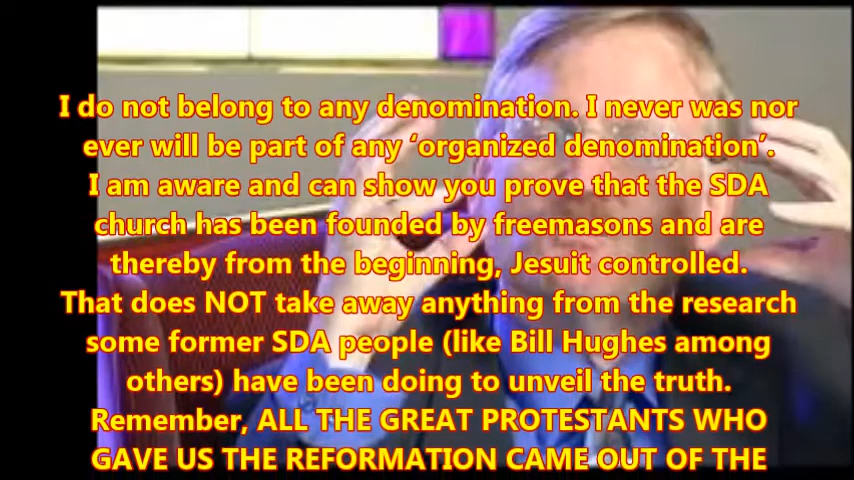 I do not belong to any denomination. I never was nor
ever will be part of any ‘organized denomination’.
I am aware and can show you prove that the SDA
church has been founded by freemasons and are
thereby from the beginning, Jesuit controlled.
That does NOT take away anything from the research
some former SDA people (like Bill Hughes among
others) have been doing to unveil the truth.
Remember, ALL THE GREAT PROTESTANTS WHO
GAVE US THE REFORMATION CAME OUT OF THE